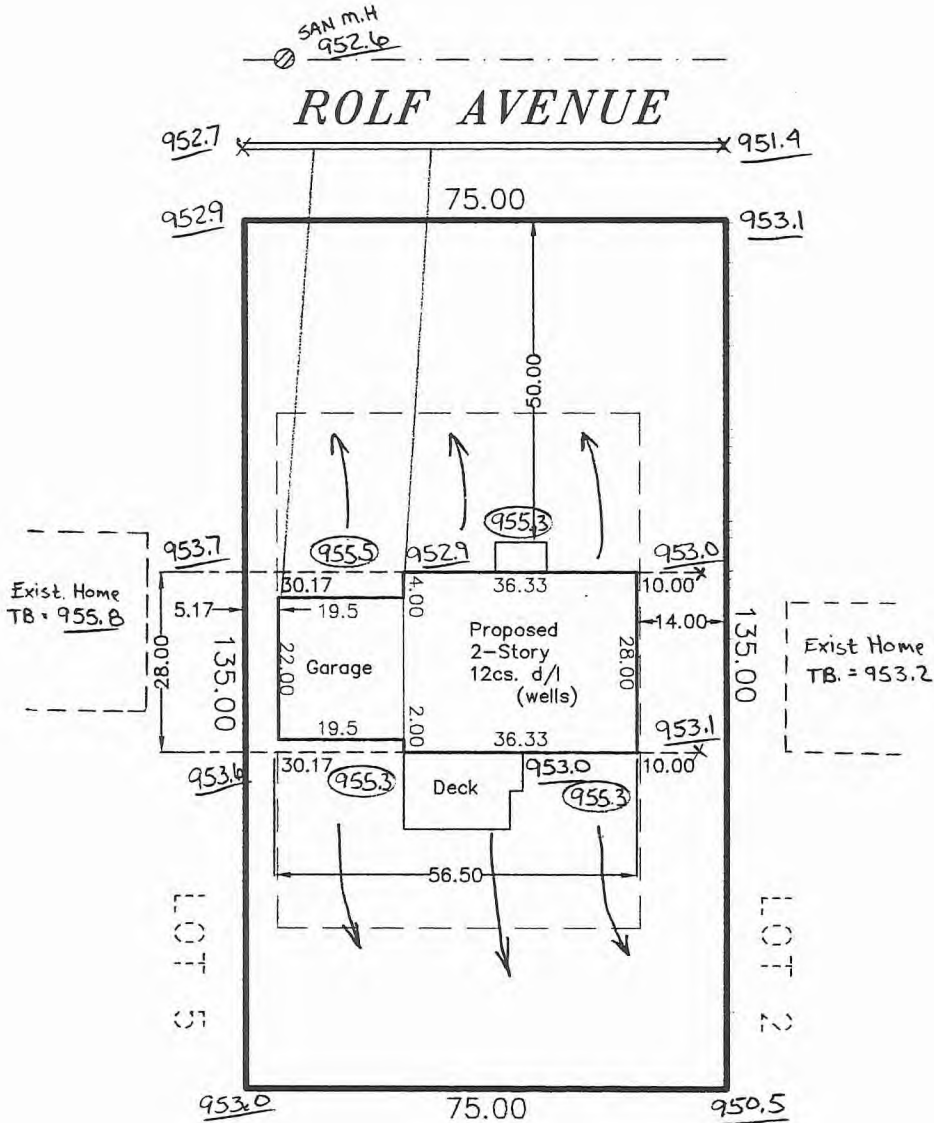 SAN M.H
952.6
ROLF AVENUE
952.7
951.4
75.00
952.9
953.1
50.00
955.3
953.7
955.5
952.9
953.0
Exist. Home
TB = 955.8
5.17
28.00
135.00
30.17
19.5
22.00
Garage
19.5
4.00
2.00
36.33
Proposed
2-Story
12cs. d/l
(wells)
28.00
10.00
14.00
135.00
Exist Home
TB. = 953.2
953.1
36.33
953.6
30.17
955.3
Deck
953.0
955.3
10.00
56.50
LOT 5
LOT 2
953.0
75.00
950.5